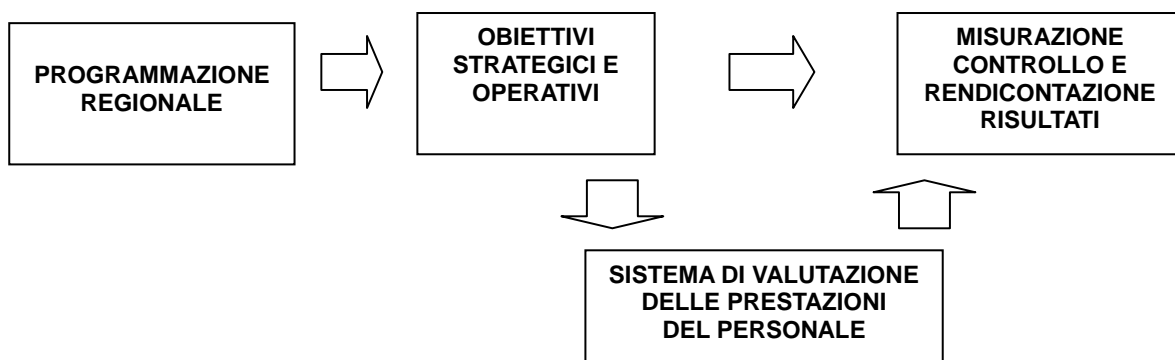 PROGRAMMAZIONE
REGIONALE
OBIETTIVI
STRATEGICI E
OPERATIVI
MISURAZIONE
CONTROLLO E
RENDICONTAZIONE
RISULTATI
SISTEMA DI VALUTAZIONE
DELLE PRESTAZIONI
DEL PERSONALE